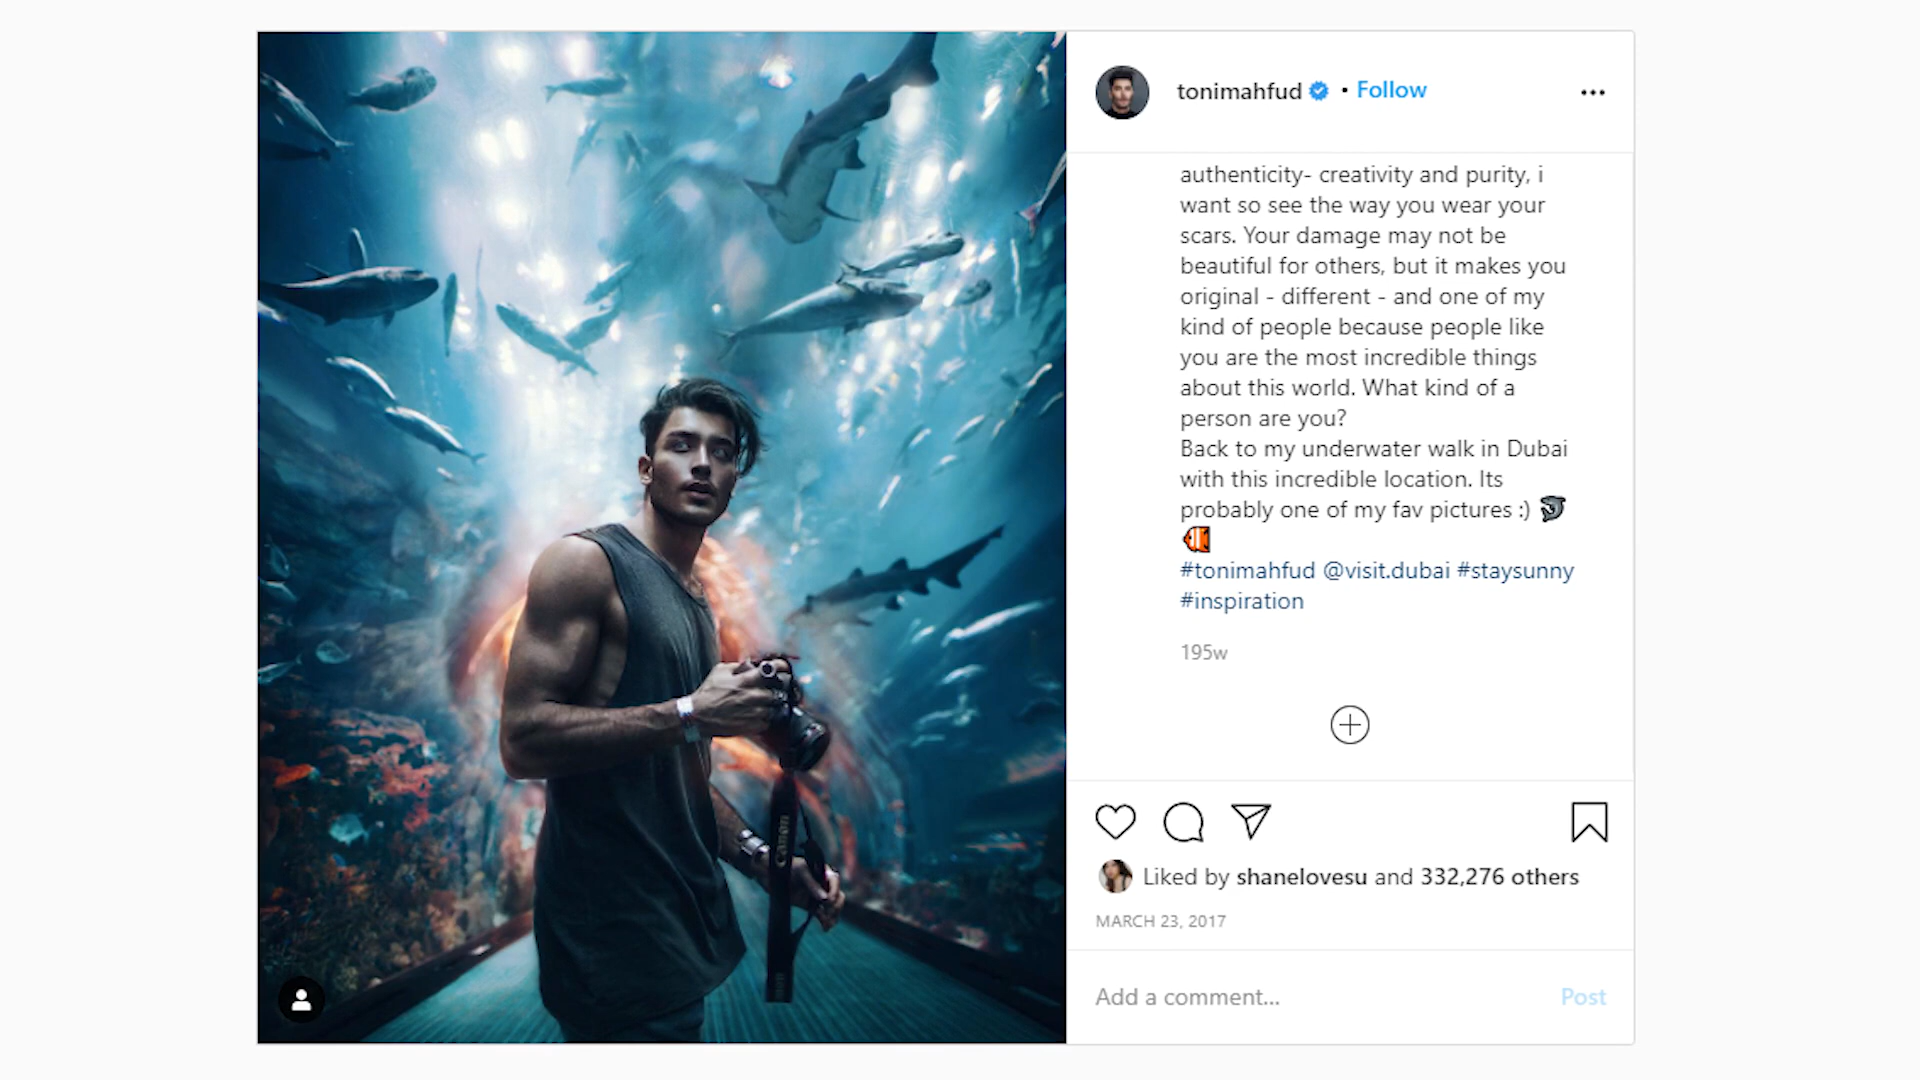 tonimahfud • Follow
authenticity- creativity and purity, i
want so see the way you wear your
scars. Your damage may not be
beautiful for others, but it makes you
original - different - and one of my
kind of people because people like
you are the most incredible things
about this world. What kind of a
person are you?
Back to my underwater walk in Dubai
with this incredible location. Its
probably one of my fav pictures :)
#tonimahfud @visit.dubai #staysunny
#inspiration
195w
Liked by shanelovesu and 332,276 others
MARCH 23, 2017
Add a comment... Post
Canon